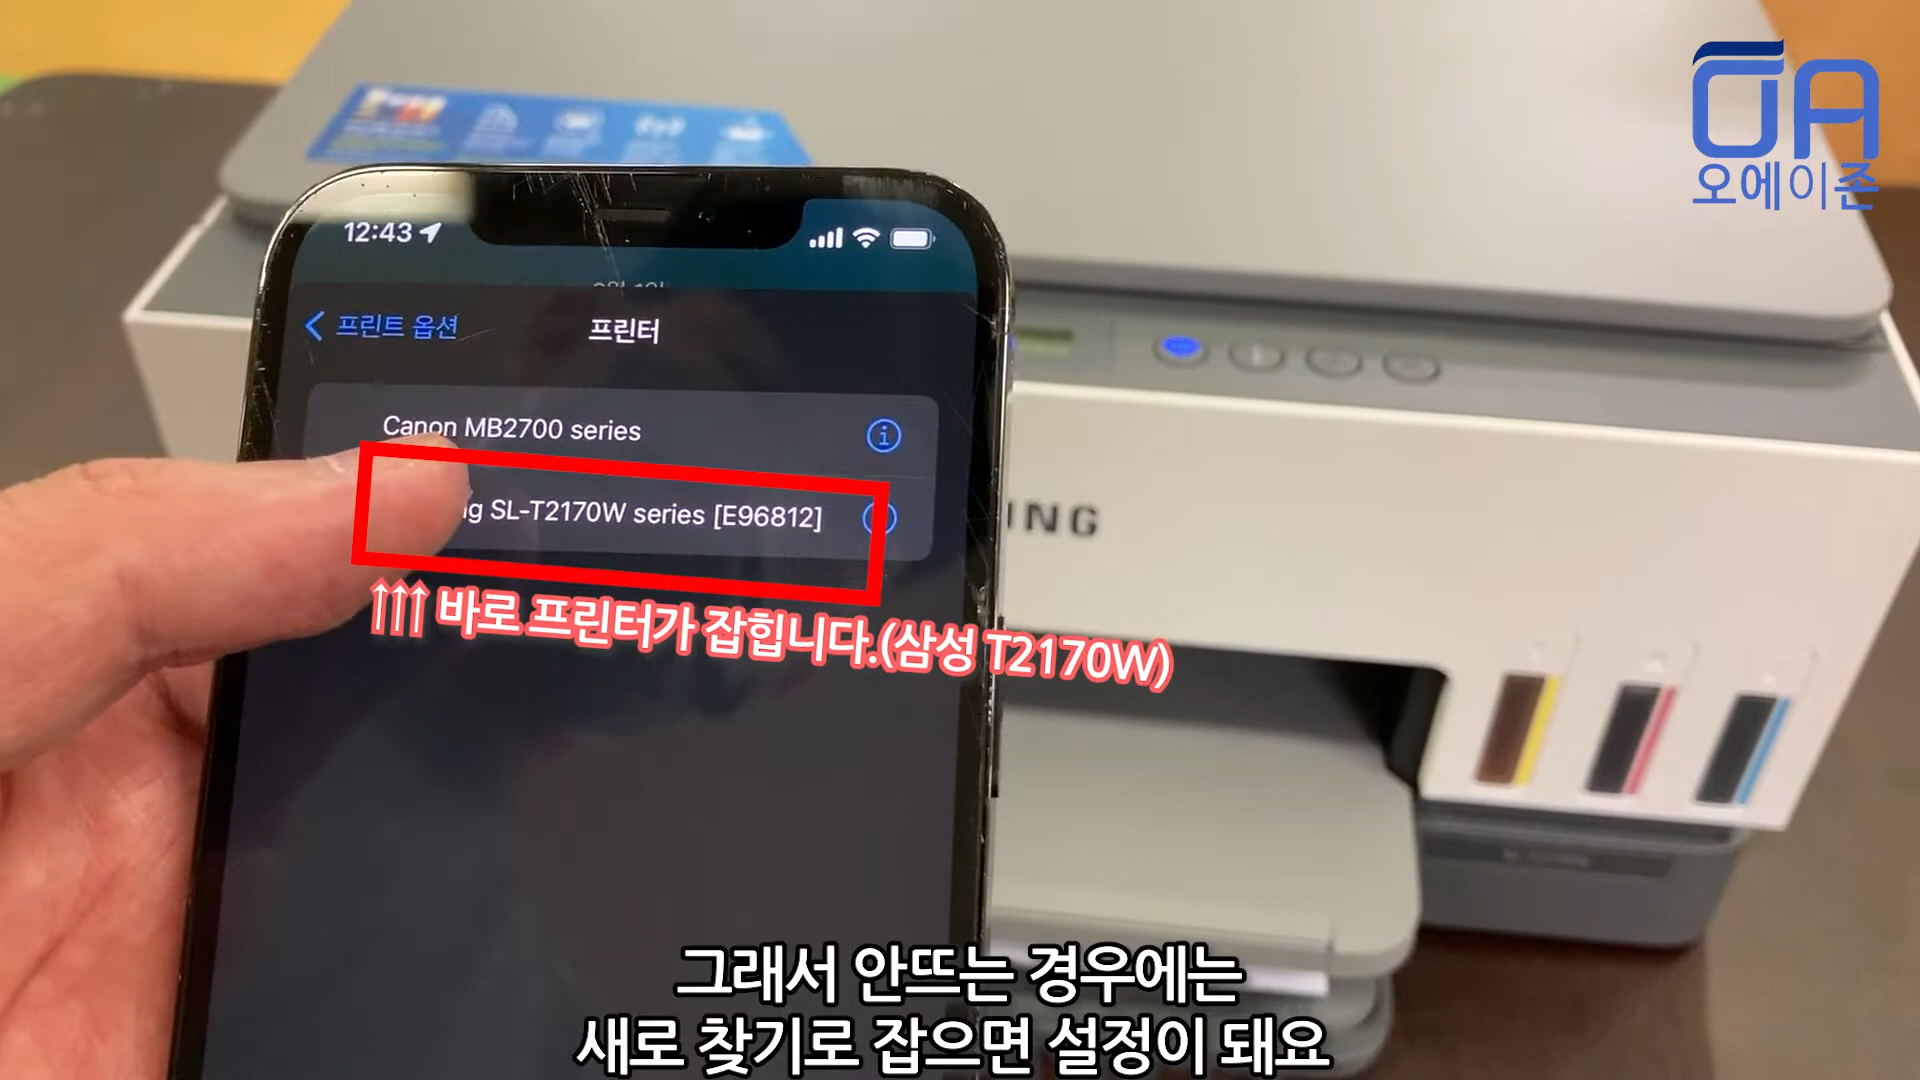 OA
오에이존
12:43
프린트 옵션
프린터
Canon MB2700 series
ng SL-T2170W series [E96812]
NG
↑↑↑ 바로 프린터가 잡힙니다.(삼성 T2170W)
그래서 안뜨는 경우에는
새로 찾기로 잡으면 설정이 돼요